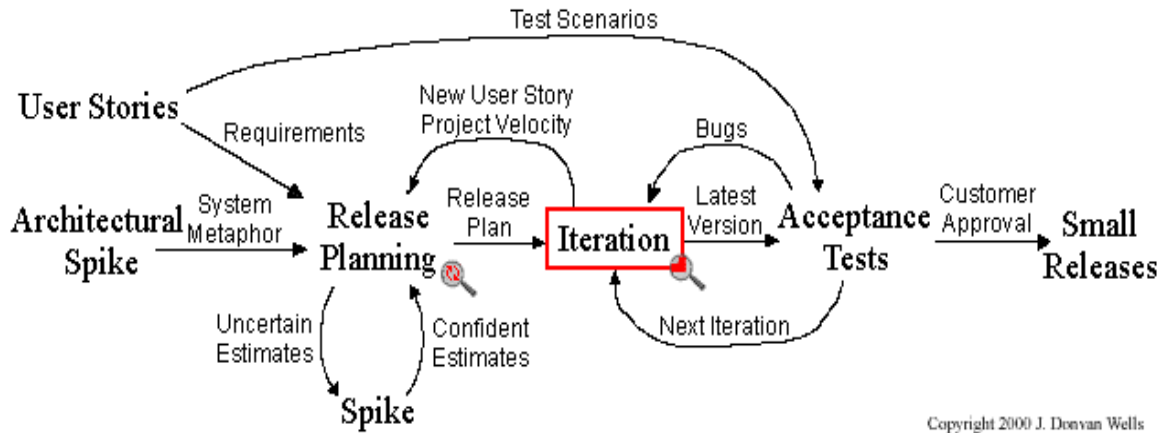 Test Scenarios
User Stories
New User Story
Project Velocity
Bugs
Requirements
Architectural
Spike
System
Metaphor
Release
Planning
Release
Plan
Iteration
Latest
Version
Acceptance
Tests
Customer
Approval
Small
Releases
Uncertain
Estimates
Confident
Estimates
Next Iteration
Spike
Copyright 2000 J. Donvan Wells